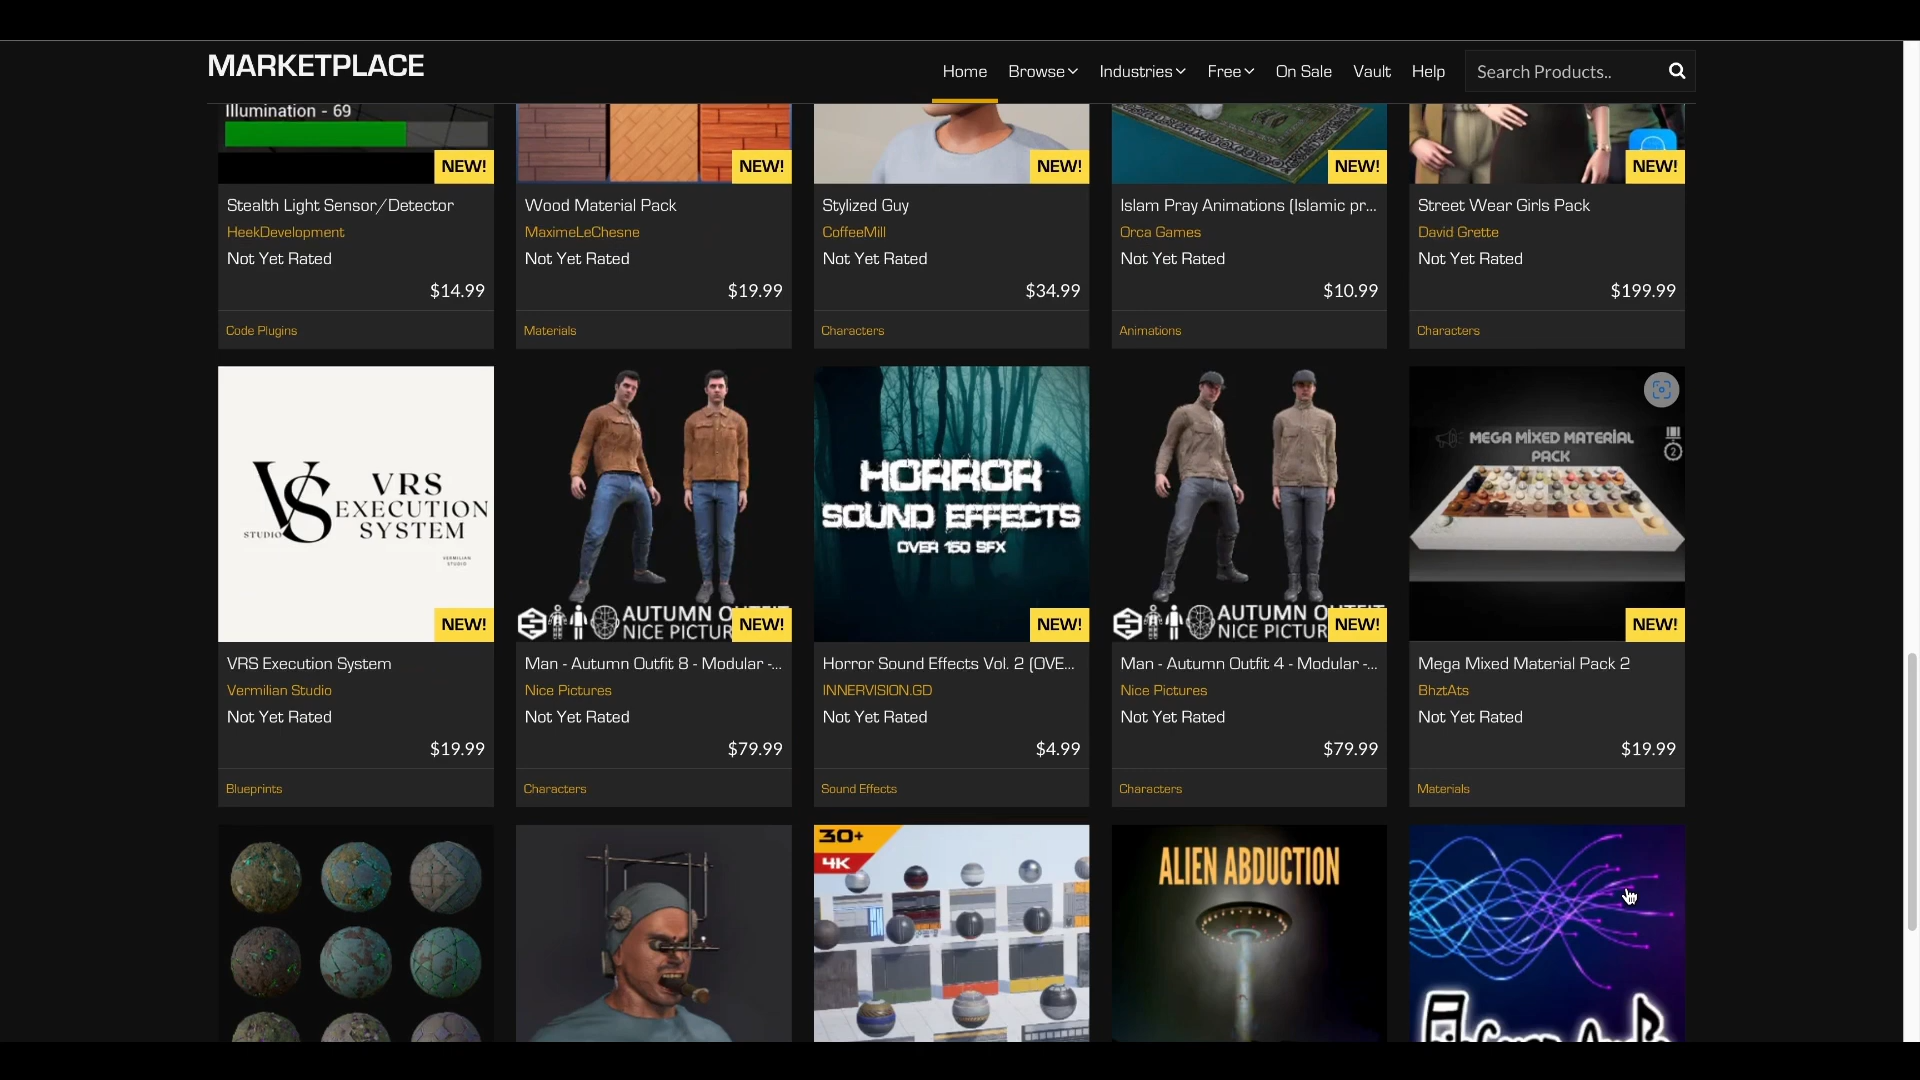 MARKETPLACE
Home Browse Industries Free On Sale Vault Help Search Products..
Illumination - 69
NEW! NEW! NEW! NEW! NEW!
Stealth Light Sensor/Detector
HeekDevelopment
Not Yet Rated
$14.99
Code Plugins
Wood Material Pack
MaximeLeChesne
Not Yet Rated
$19.99
Materials
Stylized Guy
CoffeeMill
Not Yet Rated
$34.99
Characters
Islam Pray Animations (Islamic pr...
Orca Games
Not Yet Rated
$10.99
Animations
Street Wear Girls Pack
David Grette
Not Yet Rated
$199.99
Characters
VS
STUDIO
VRS
EXECUTION
SYSTEM
VERMILIAN
STUDIO
NEW!
VRS Execution System
Vermilian Studio
Not Yet Rated
$19.99
Blueprints
AUTUMN
NICE
NEW!
Man - Autumn Outfit 8 - Modular -...
Nice Pictures
Not Yet Rated
$79.99
Characters
HORROR
SOUND EFFECTS
OVER 150 SFX
NEW!
Horror Sound Effects Vol. 2 (OVE...
INNERVISION.GD
Not Yet Rated
$4.99
Sound Effects
AUTUMN
NICE
NEW!
Man - Autumn Outfit 4 - Modular -...
Nice Pictures
Not Yet Rated
$79.99
Characters
MEGA MİXED MATERİAL
PACK
2
NEW!
Mega Mixed Material Pack 2
BhztAts
Not Yet Rated
$19.99
Materials
30+
4K
ALIEN ABDUCTION